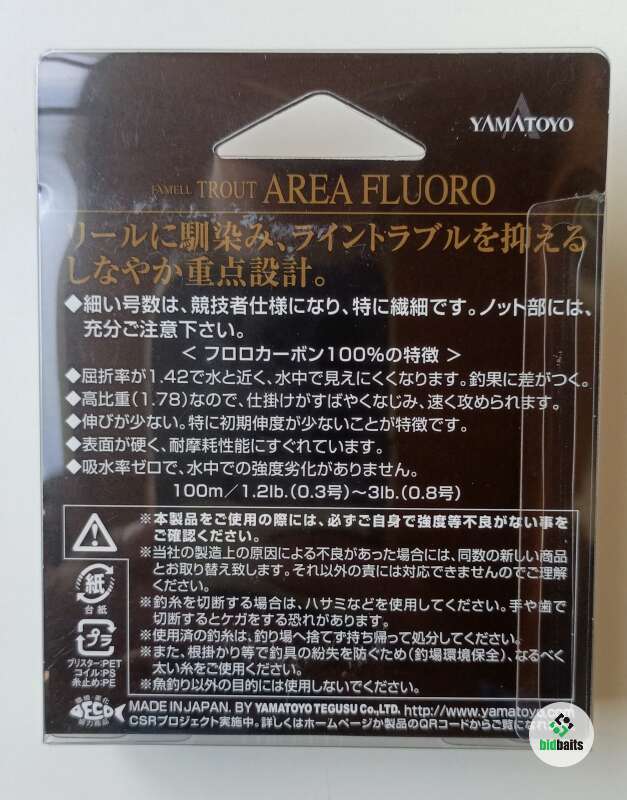 YAMATOYO
FAMELL TROUT AREA FLUORO
リールに馴染み、ライントラブルを抑える
しなやか重点設計。
◆細い号数は、競技者仕様になり、特に繊細です。ノット部には、
充分ご注意下さい。
＜ フロロカーボン100%の特徴 ＞
◆屈折率が1.42で水と近く、水中で見えにくくなります。釣果に差がつく。
◆高比重(1.78)なので、仕掛けがすばやくなじみ、速く攻められます。
◆伸びが少ない。特に初期伸度が少ないことが特徴です。
◆表面が硬く、耐摩耗性能にすぐれています。
◆吸水率ゼロで、水中での強度劣化がありません。
100m／1.2lb.(0.3号)〜3lb.(0.8号)
※本製品をご使用の際には、必ずご自身で強度等不良がない事を
ご確認ください。
※当社の製造上の原因による不良があった場合には、同数の新しい商品
とお取り替え致します。それ以外の責には対応できませんのでご理解
ください。
※釣糸を切断する場合は、ハサミなどを使用してください。手や歯で
切断するとケガをする恐れがあります。
※使用済の釣糸は、釣り場へ捨てず持ち帰って処分してください。
※また、根掛かり等で釣具の紛失を防ぐため(釣場環境保全)、なるべく
太い糸をご使用ください。
※魚釣り以外の目的には使用しないでください。
紙
台紙
プラ
ブリスター:PET
コイル:PS
糸止め:PE
ECO
MADE IN JAPAN. BY YAMATOYO TEGUSU Co.,LTD. http://www.yamatoyo.co
CSRプロジェクト実施中。詳しくはホームページか製品のQRコードからご覧になれ
bidbaits